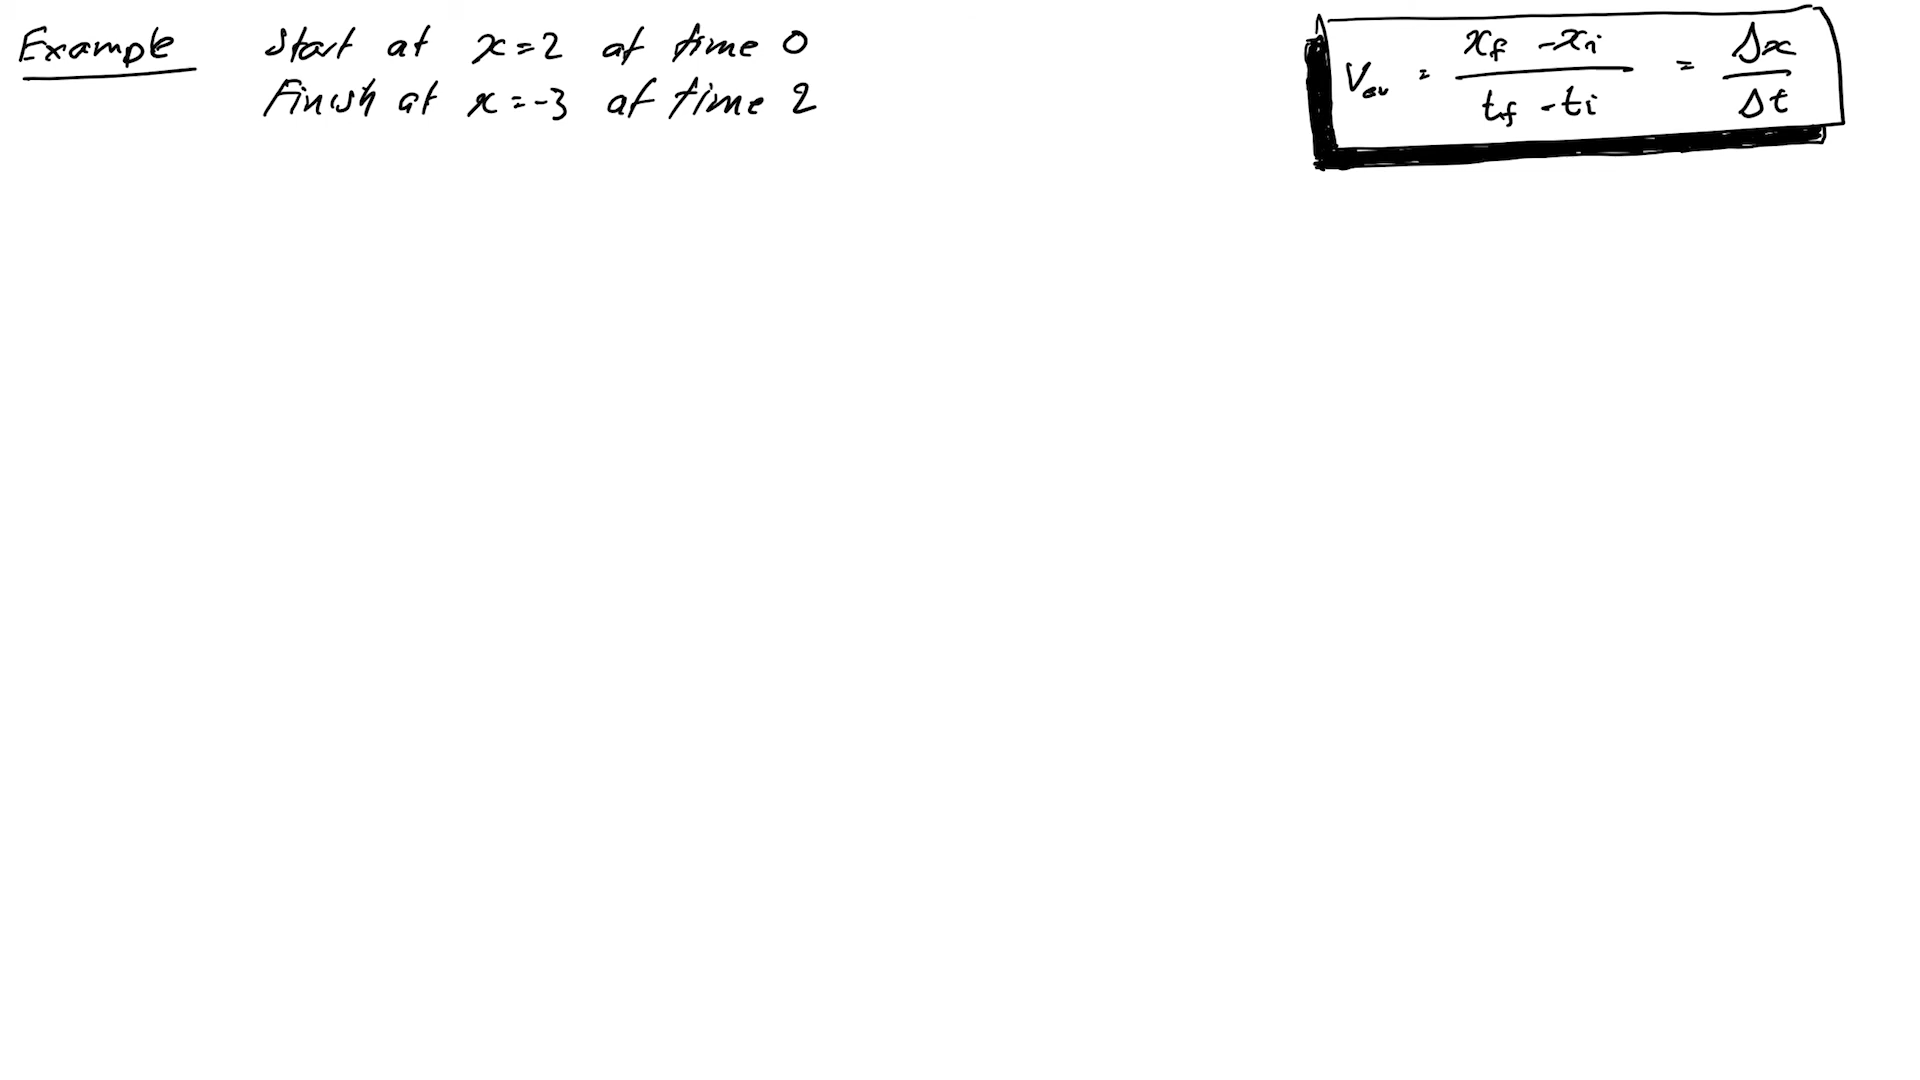 Example Start at x=2 at time 0
Finish at x=-3 at time 2
Vav = (xf - xi)/(tf - ti) = Δx/Δt